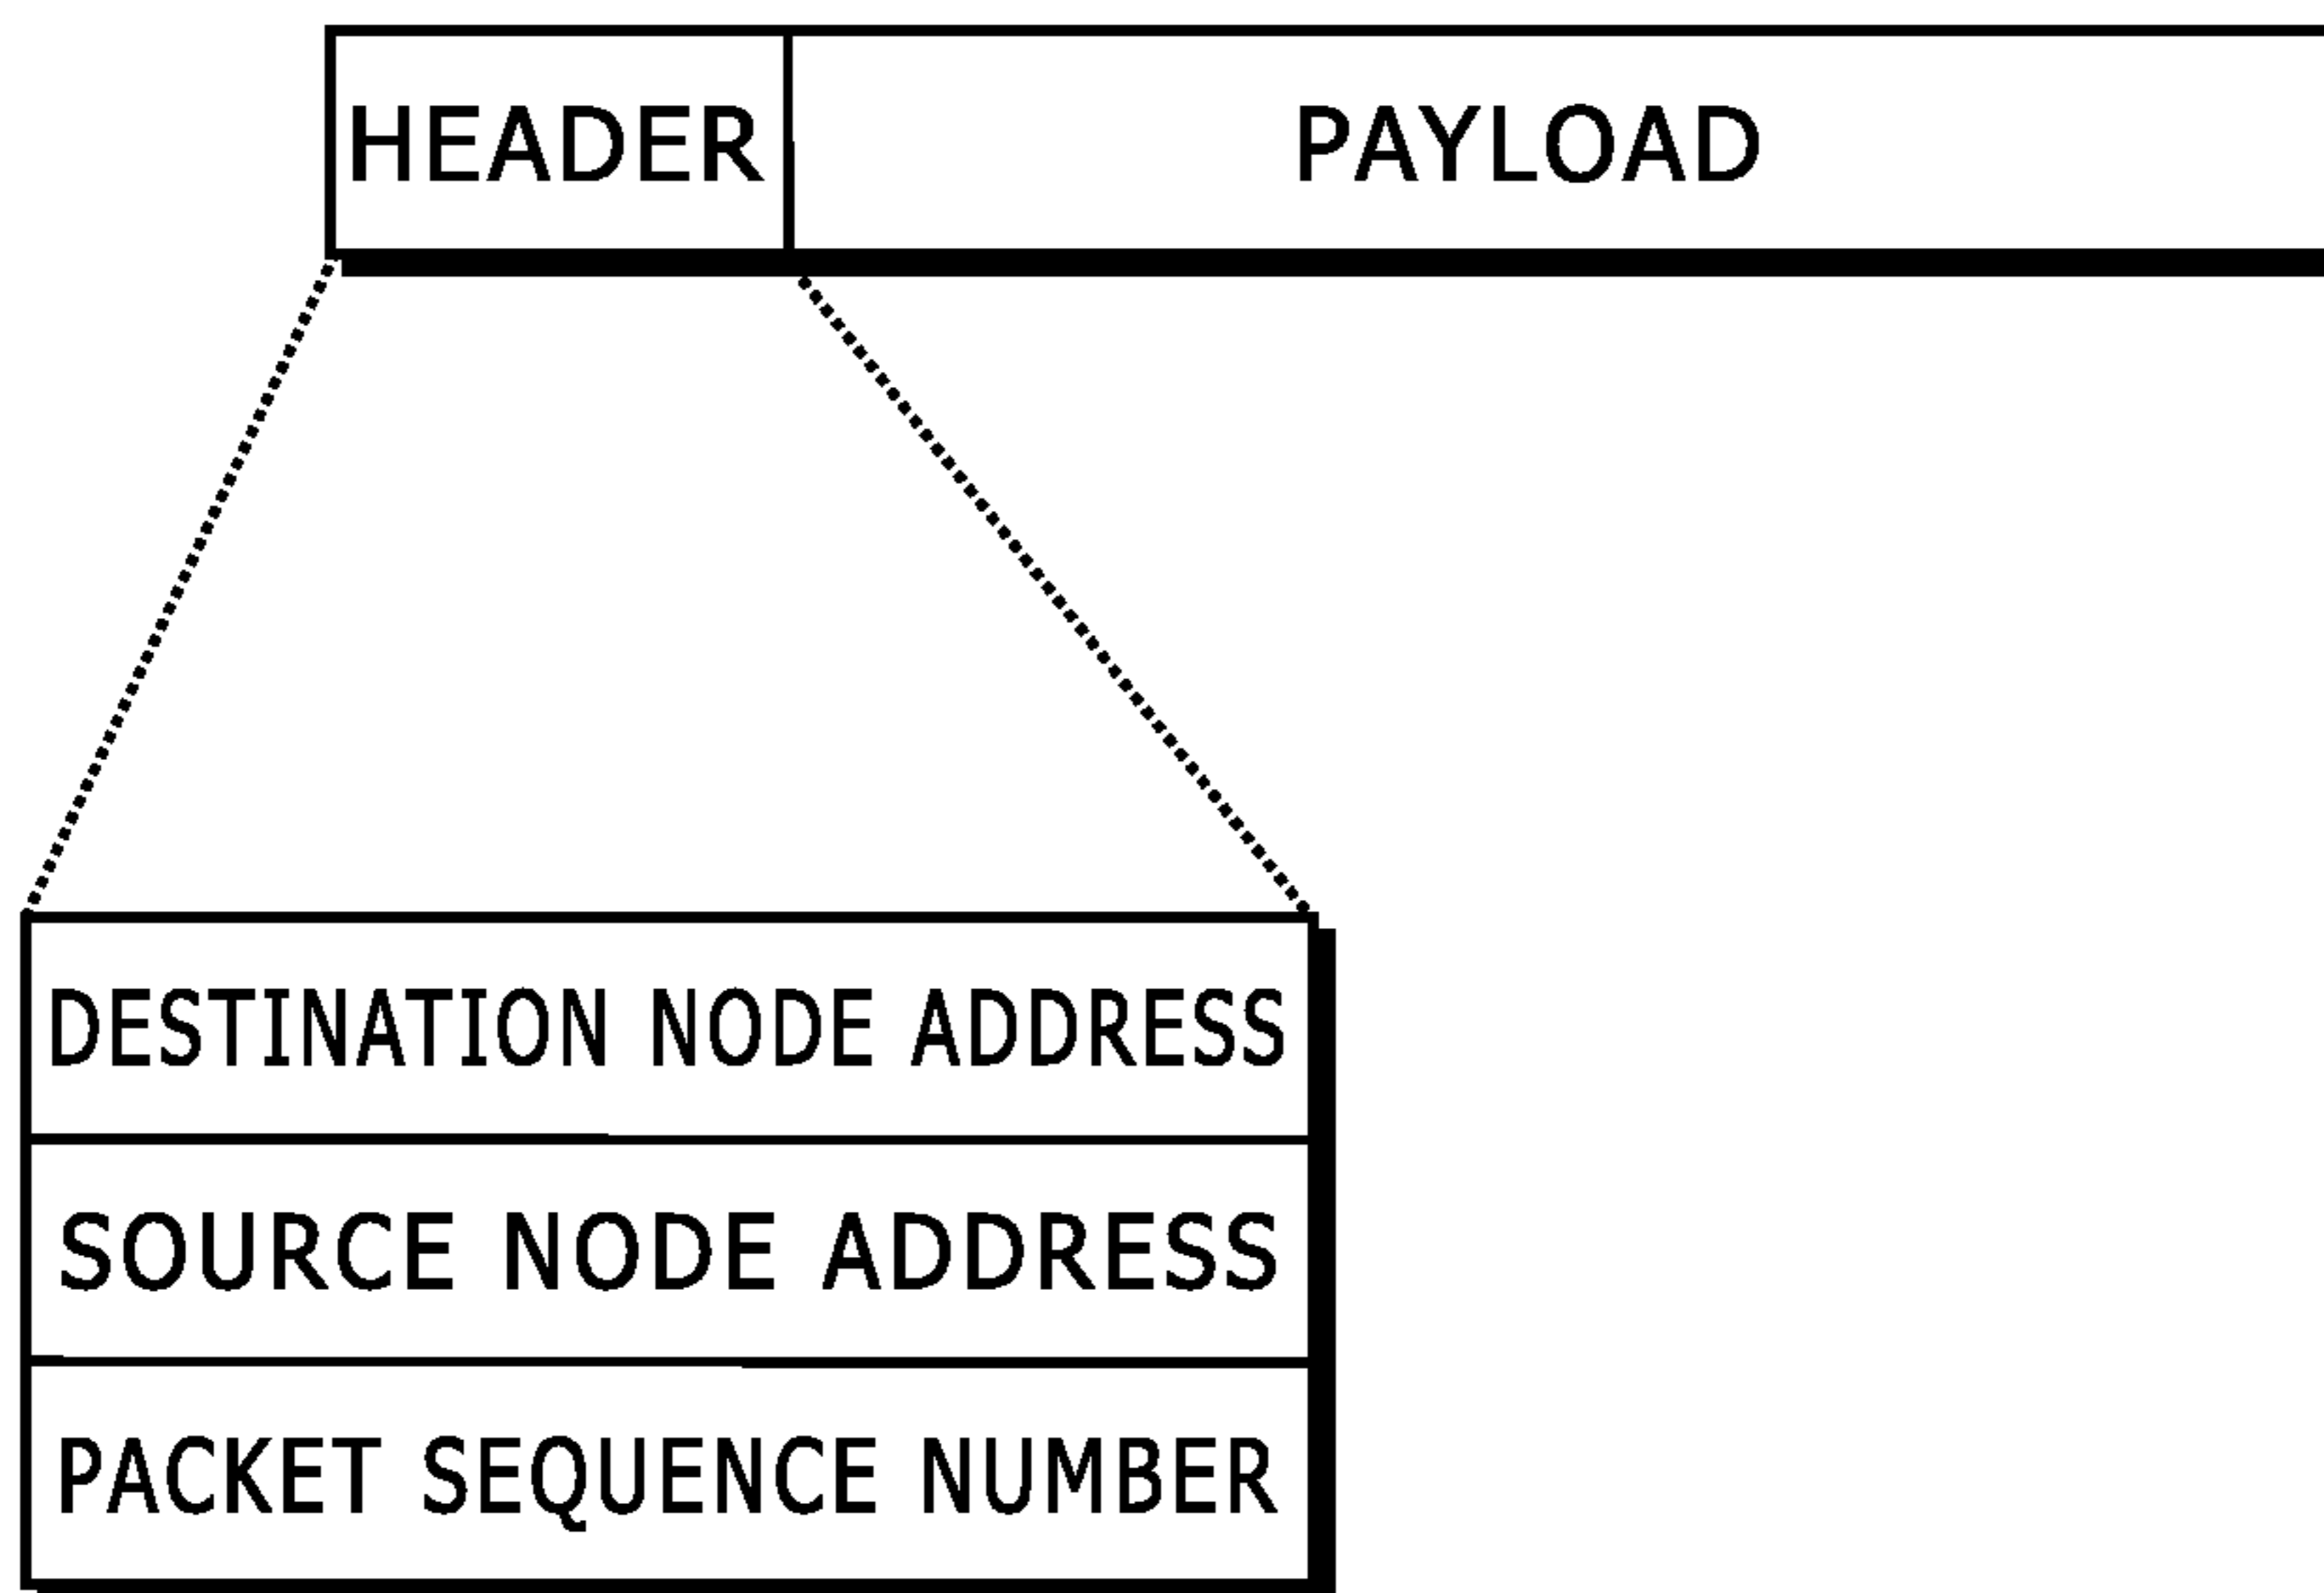 HEADER PAYLOAD
DESTINATION NODE ADDRESS
SOURCE NODE ADDRESS
PACKET SEQUENCE NUMBER